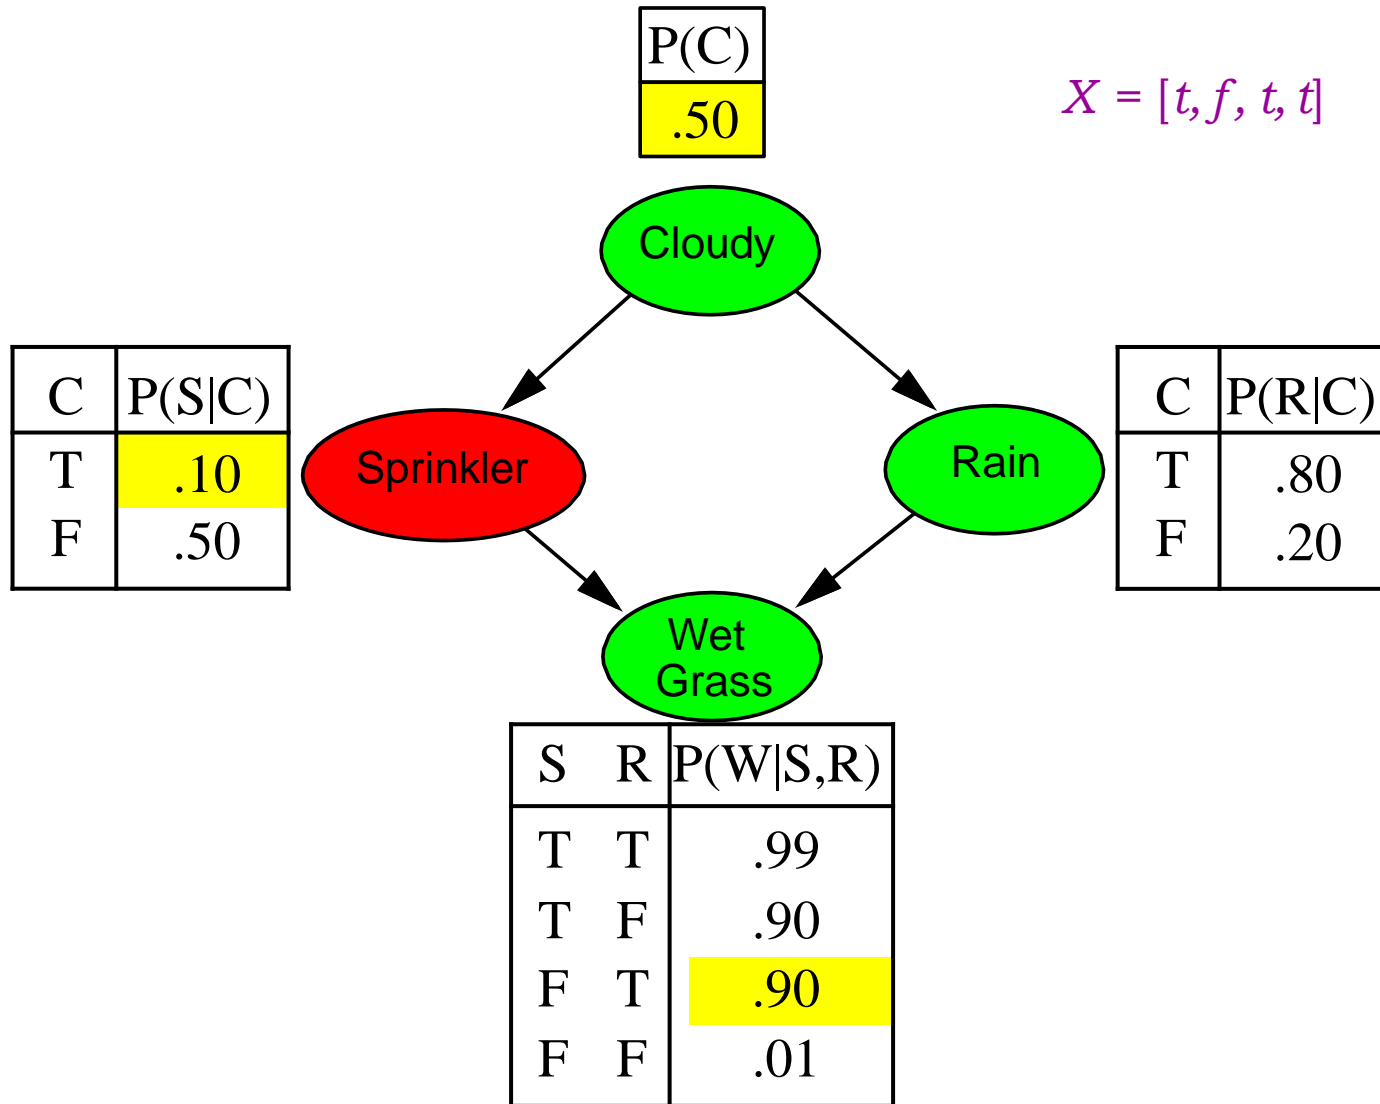 P(C)
.50
X = [t, f, t, t]
Cloudy
C P(S|C)
T .10
F .50
Sprinkler
Rain
C P(R|C)
T .80
F .20
Wet
Grass
S R P(W|S,R)
T T .99
T F .90
F T .90
F F .01